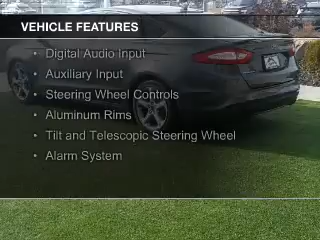 VEHICLE FEATURES
• Digital Audio Input
• Auxiliary Input
• Steering Wheel Controls
• Aluminum Rims
• Tilt and Telescopic Steering Wheel
• Alarm System